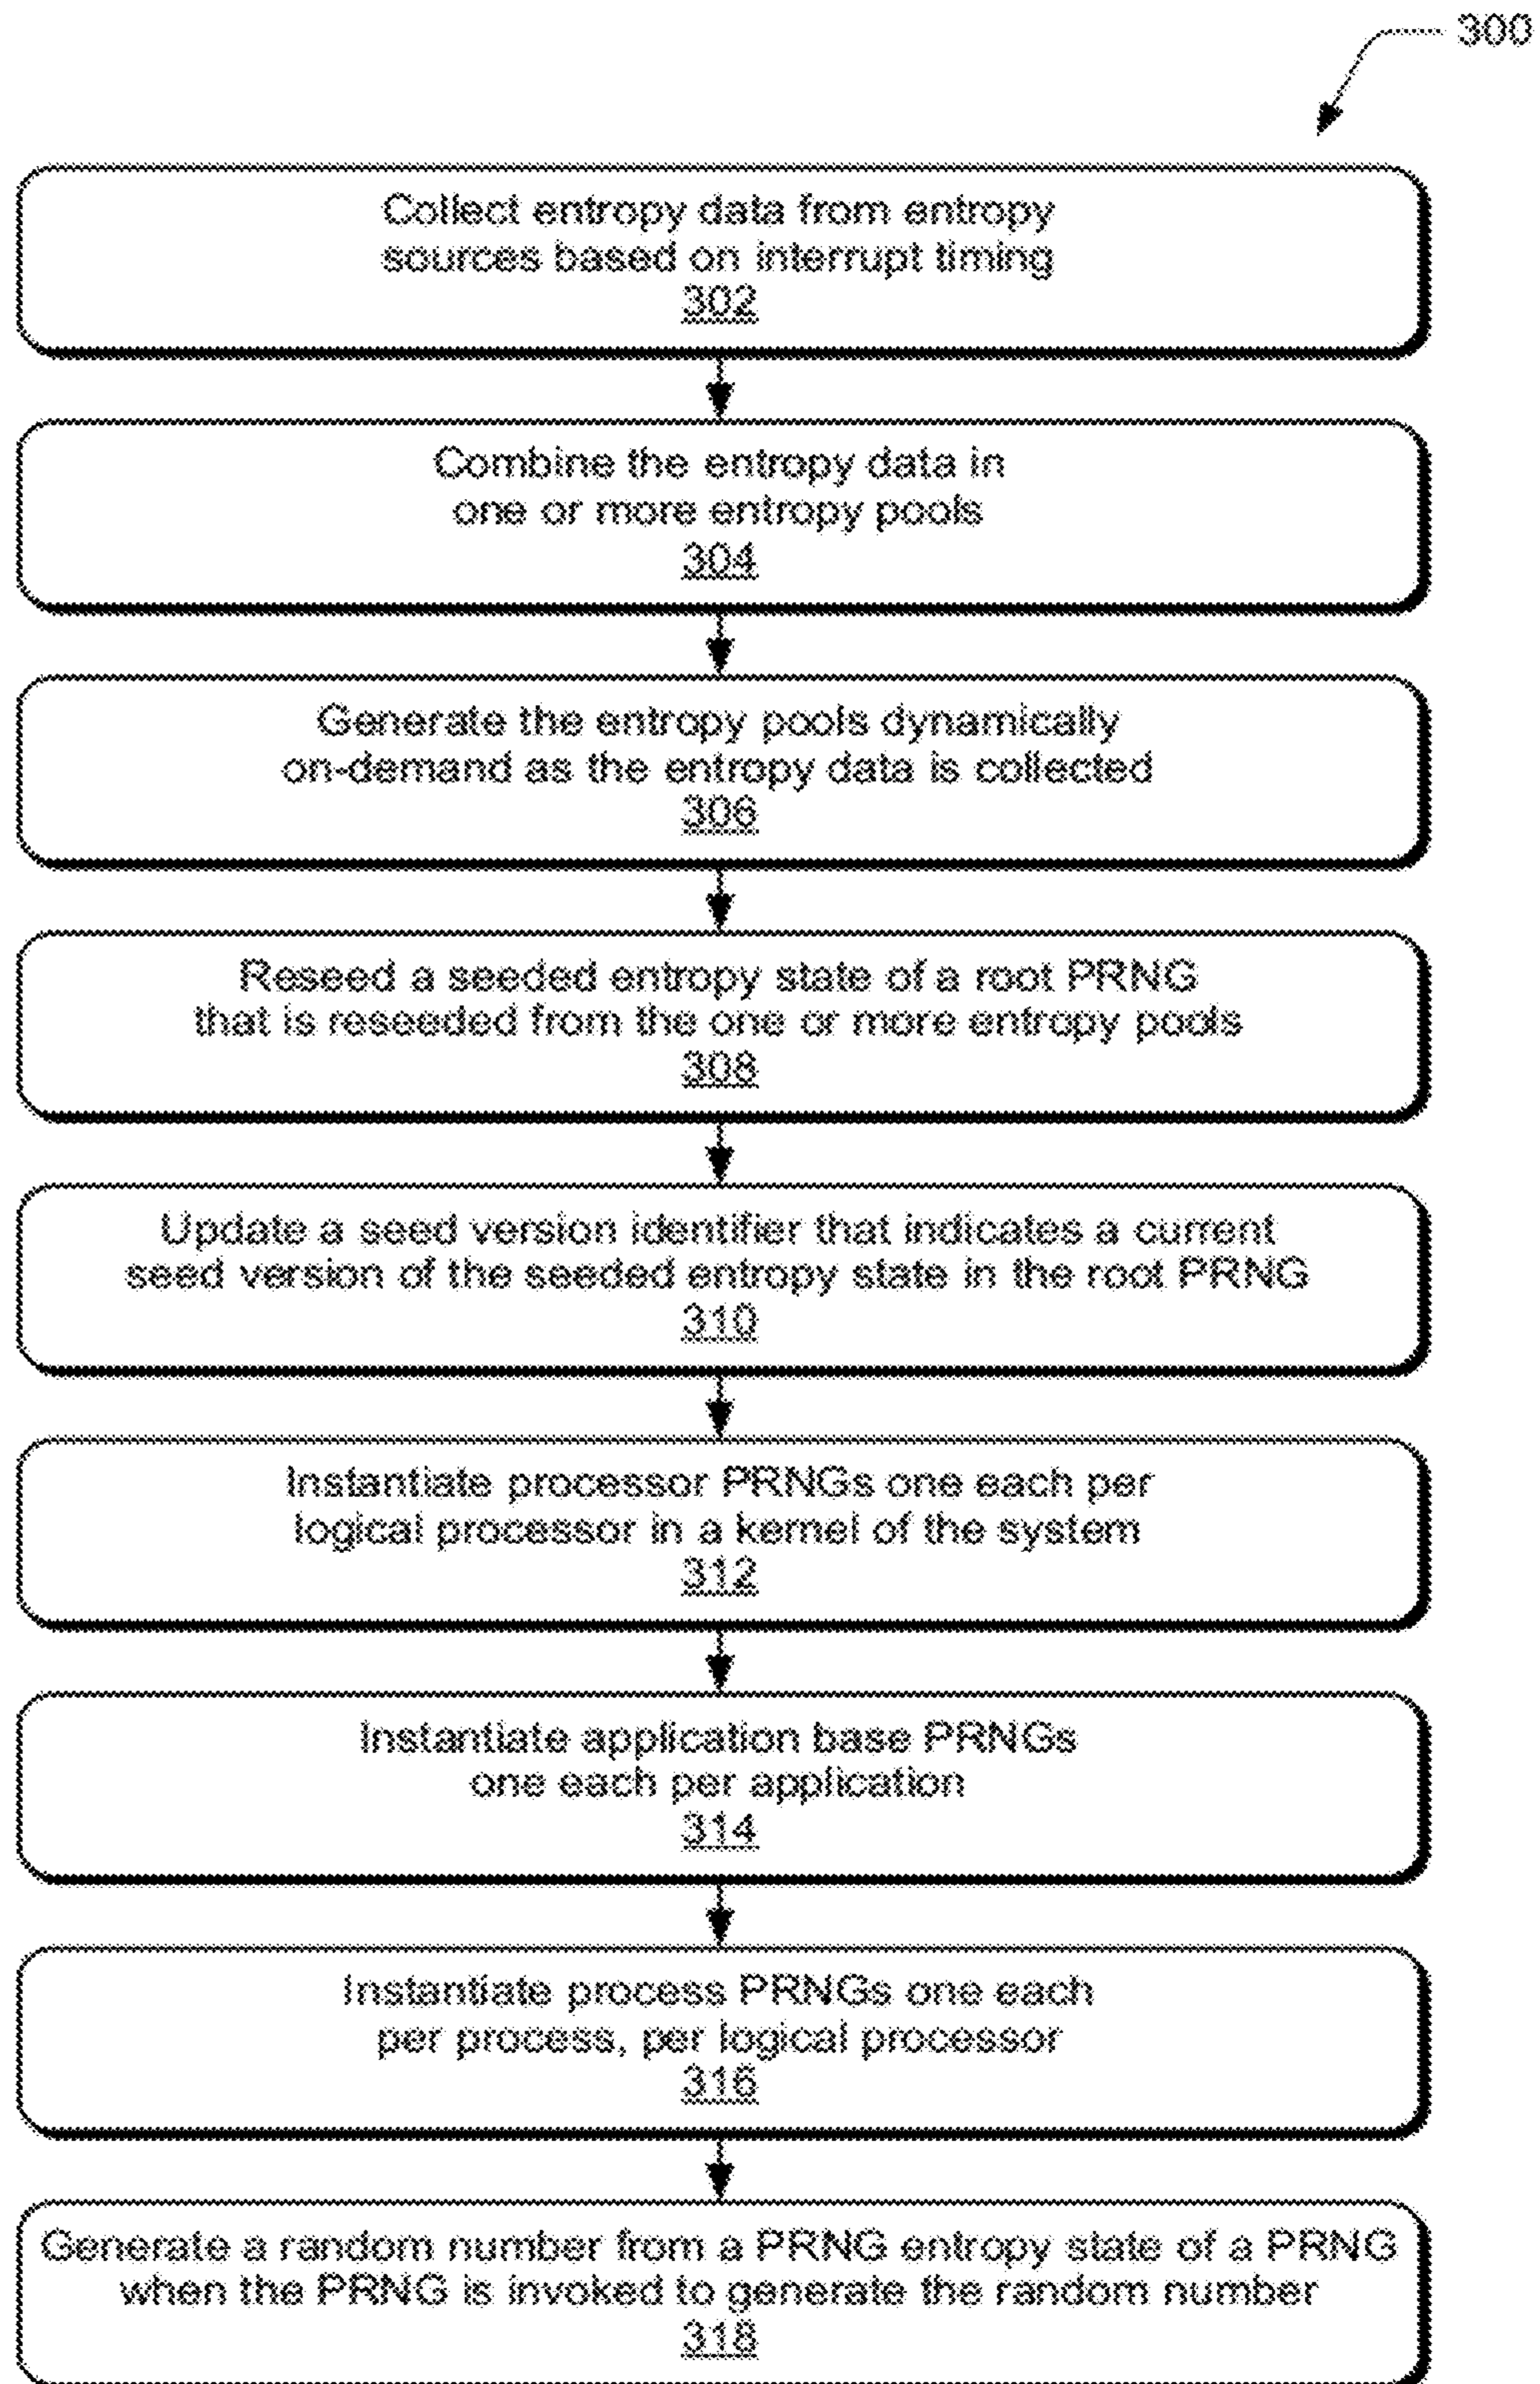 300
Collect entropy data from entropy
sources based on interrupt timing
302
Combine the entropy data in
one or more entropy pools
304
Generate the entropy pools dynamically
on-demand as the entropy data is collected
306
Reseed a seeded entropy state of a root PRNG
that is reseeded from the one or more entropy pools
308
Update a seed version identifier that indicates a current
seed version of the seeded entropy state in the root PRNG
310
Instantiate processor PRNGs one each per
logical processor in a kernel of the system
312
Instantiate application base PRNGs
one each per application
314
Instantiate process PRNGs one each
per process, per logical processor
316
Generate a random number from a PRNG entropy state of a PRNG
when the PRNG is invoked to generate the random number
318